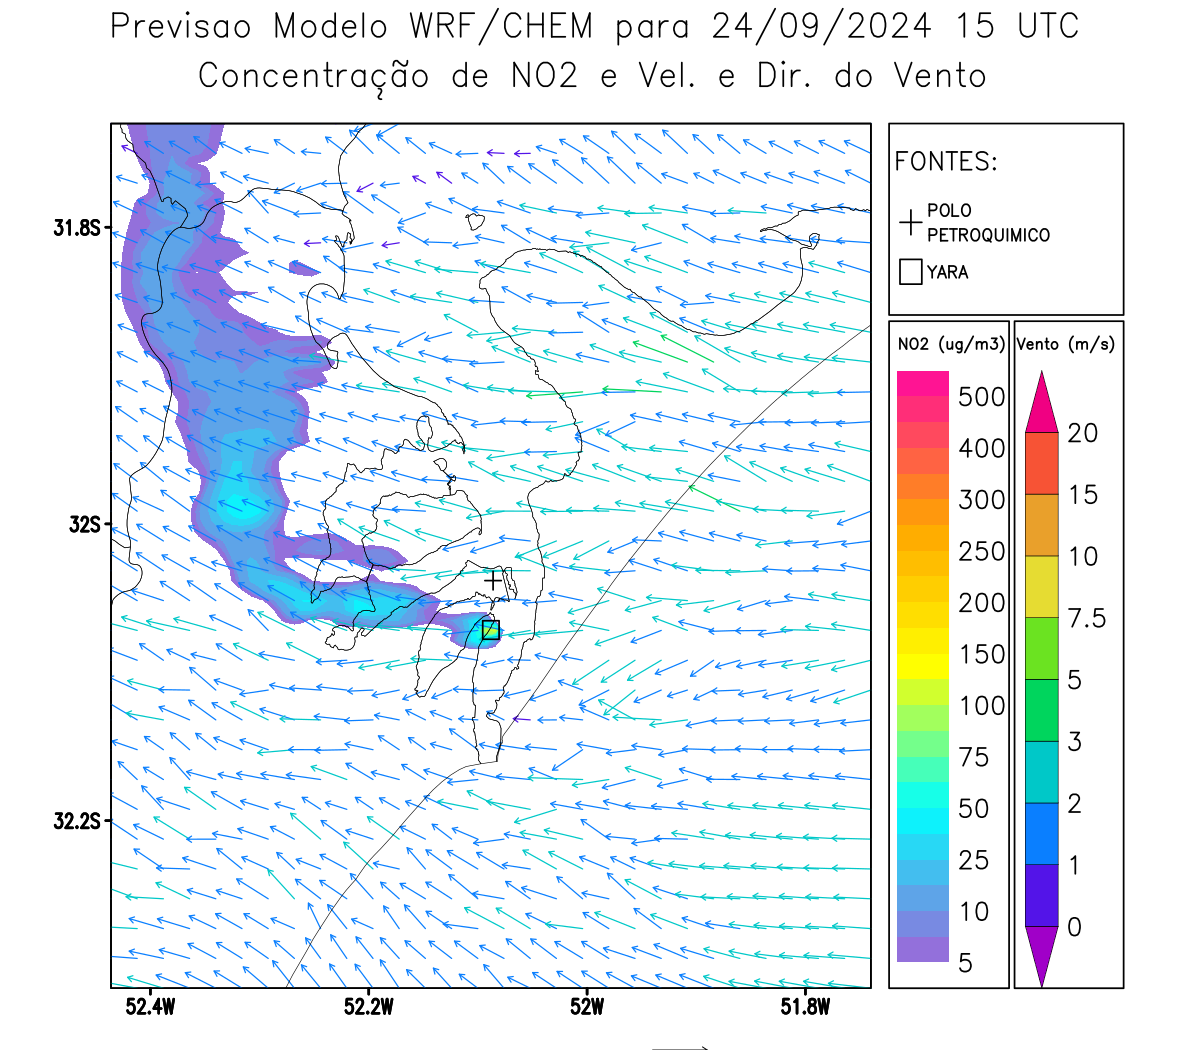 Previsao Modelo WRF/CHEM para 24/09/2024 15 UTC
Concentração de NO2 e Vel. e Dir. do Vento
FONTES:
POLO
PETROQUIMICO
YARA
NO2 (ug/m3)
500
400
300
250
200
150
100
75
50
25
10
5
Vento (m/s)
20
15
10
7.5
5
3
2
1
0
31.8S
32S
32.2S
52.4W
52.2W
52W
51.8W